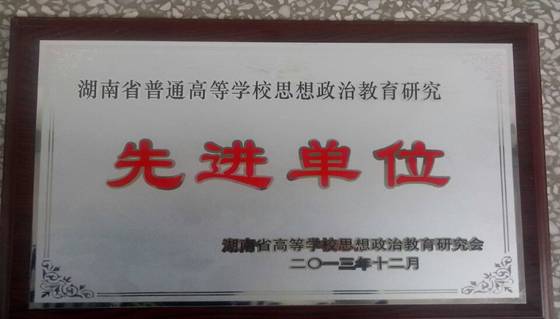 湖南省普通高等学校思想政治教育研究
先进单位
湖南省高等学校思想政治教育研究会
二〇一三年十二月